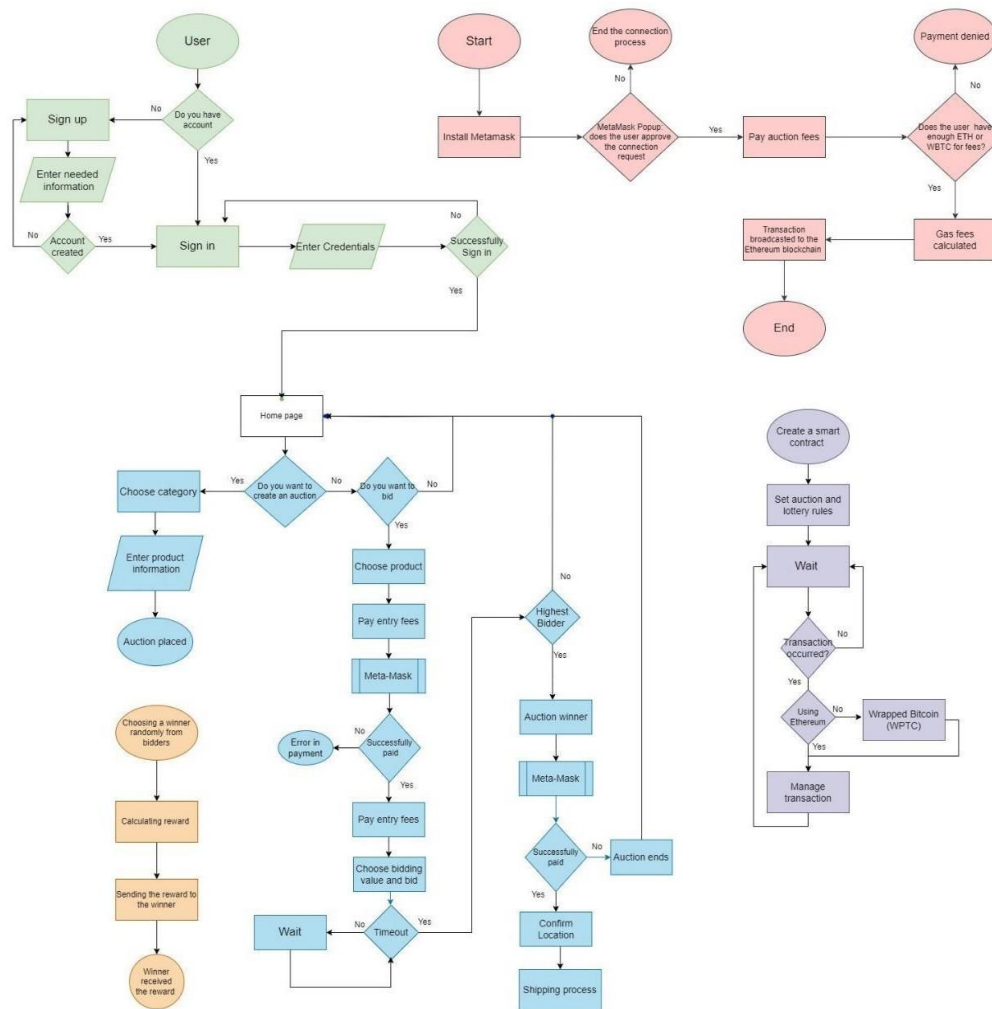 User
Do you have
account
No
Yes
Sign up
Enter needed
information
Account
created
No
Yes
Sign in
Enter Credentials
Successfully
Sign in
No
Yes
Start
Install Metamask
MetaMask Popup:
does the user approve
the connection
request
No
End the connection
process
Yes
Pay auction fees
Does the user have
enough ETH or
WBTC for fees?
No
Payment denied
Yes
Gas fees
calculated
Transaction
broadcasted to the
Ethereum blockchain
End
Home page
Do you want to
create an auction
Yes
Choose category
Enter product
information
Auction placed
No
Do you want to
bid
No
Yes
Choose product
Pay entry fees
Meta-Mask
Successfully
paid
No
Error in
payment
Yes
Pay entry fees
Choose bidding
value and bid
Timeout
No
Wait
Yes
Highest
Bidder
No
Yes
Auction winner
Meta-Mask
Successfully
paid
No
Auction ends
Yes
Confirm
Location
Shipping process
Choosing a winner
randomly from
bidders
Calculating reward
Sending the reward to
the winner
Winner
received
the reward
Create a smart
contract
Set auction and
lottery rules
Wait
Transaction
occurred?
No
Yes
Using
Ethereum
No
Wrapped Bitcoin
(WPTC)
Yes
Manage
transaction